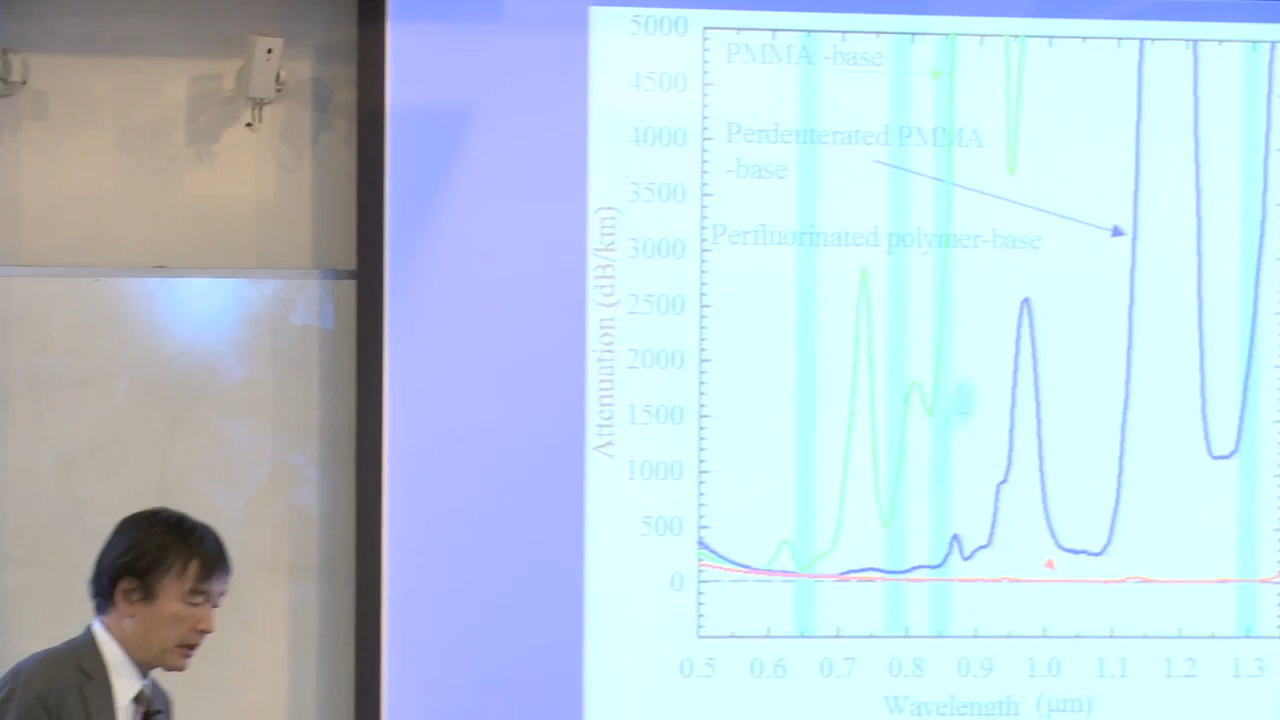 5000
PMMA -base
4500
4000
Perdeuterated PMMA
-base
3500
3000
Perfluorinated polymer-base
2500
2000
1500
1000
500
0
Attenuation (dB/km)
0.5 0.6 0.7 0.8 0.9 1.0 1.1 1.2 1.3
Wavelength (μm)